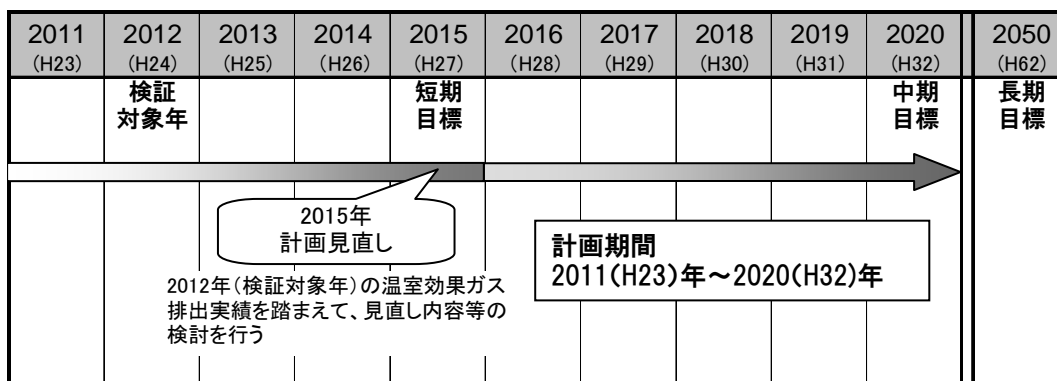 2011 2012 2013 2014 2015 2016 2017 2018 2019 2020 2050
(H23) (H24) (H25) (H26) (H27) (H28) (H29) (H30) (H31) (H32) (H62)
検証 短期 中期 長期
対象年 目標 目標 目標
2015年
計画見直し
2012年(検証対象年)の温室効果ガス
排出実績を踏まえて、見直し内容等の
検討を行う
計画期間
2011(H23)年～2020(H32)年